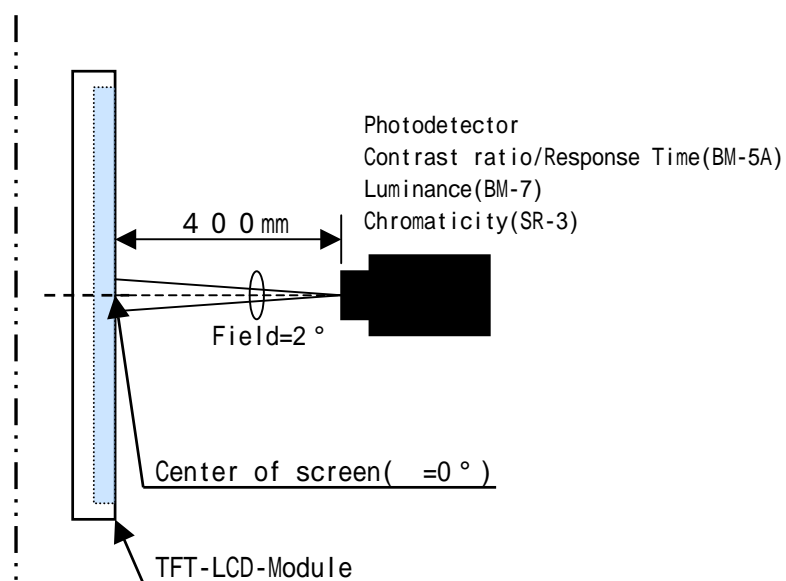 Photodetector
Contrast ratio/Response Time(BM-5A)
Luminance(BM-7)
Chromaticity(SR-3)
400mm
Field=2°
Center of screen( =0°)
TFT-LCD-Module